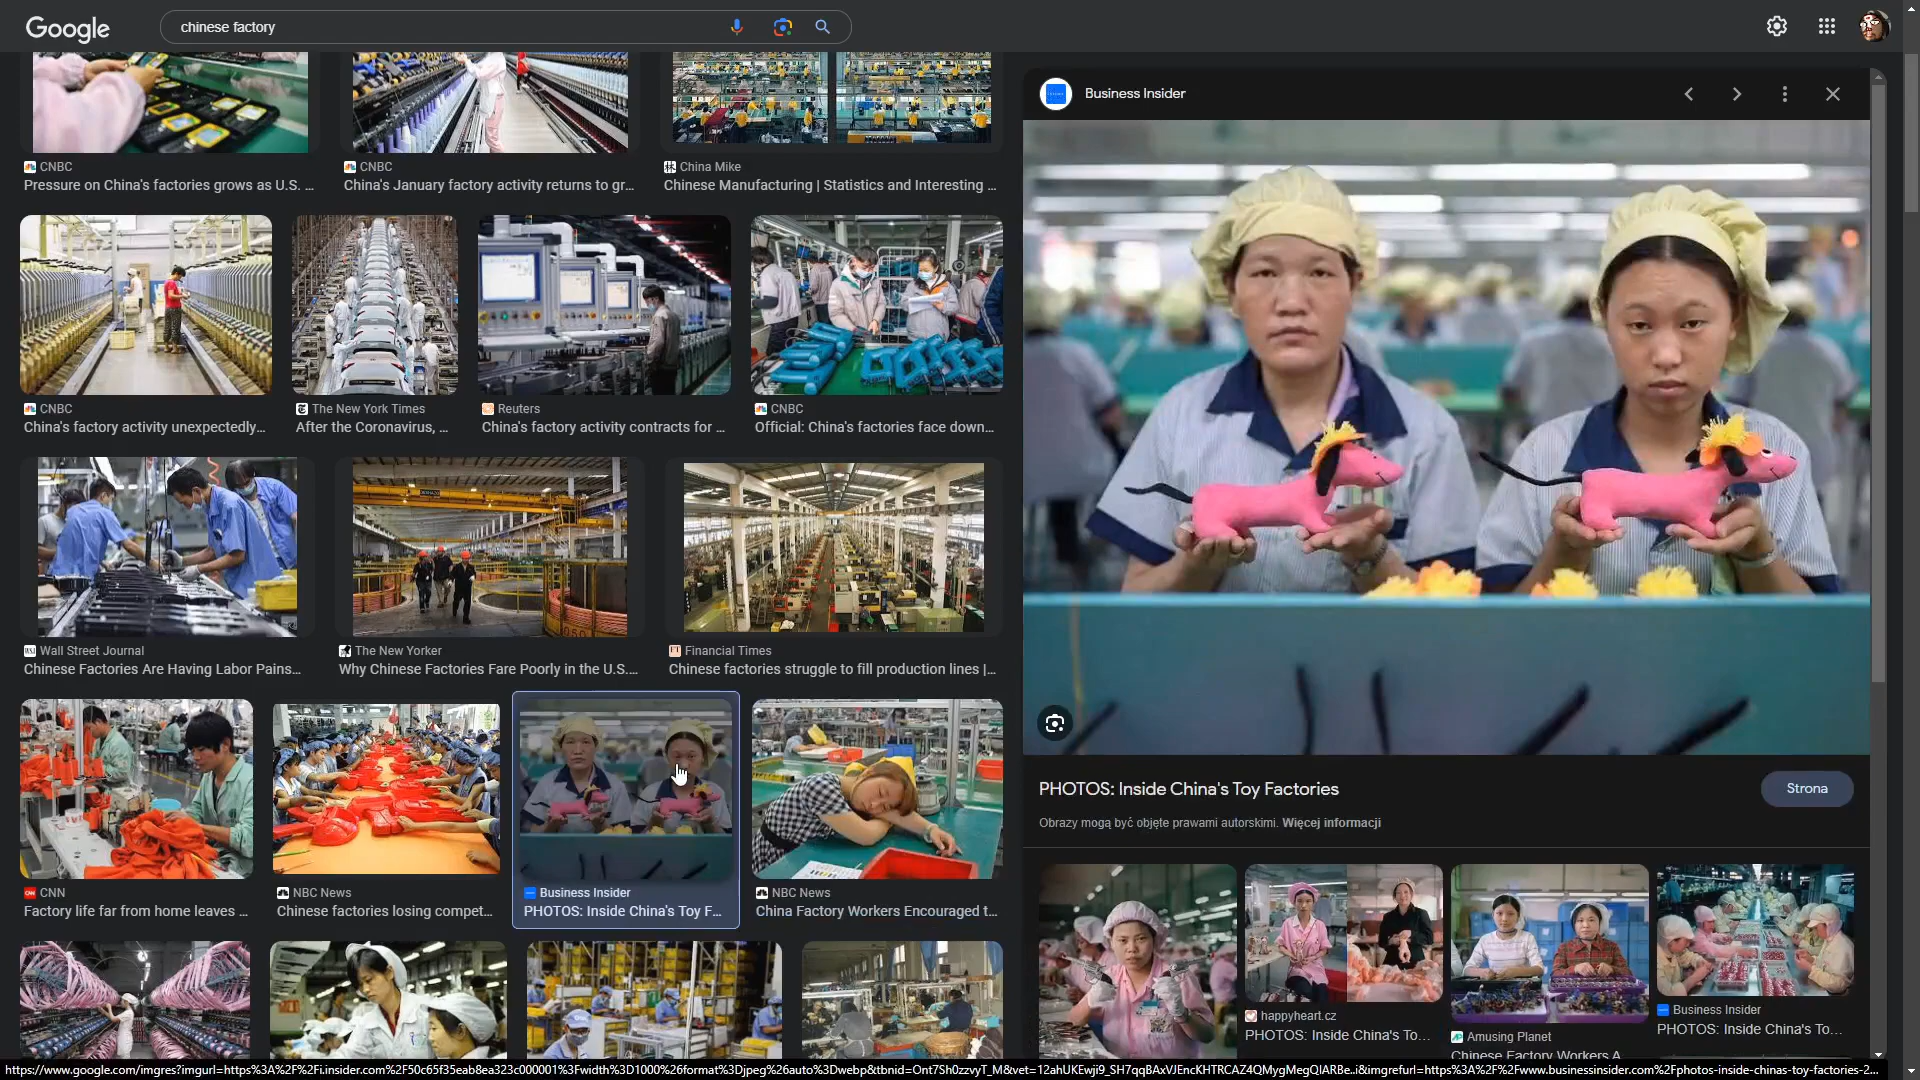 Google
chinese factory
CNBC
Pressure on China's factories grows as U.S. ...
CNBC
China's January factory activity returns to gr...
China Mike
Chinese Manufacturing | Statistics and Interesting ...
CNBC
China's factory activity unexpectedly...
The New York Times
After the Coronavirus, ...
Reuters
China's factory activity contracts for ...
CNBC
Official: China's factories face down...
Wall Street Journal
Chinese Factories Are Having Labor Pains...
The New Yorker
Why Chinese Factories Fare Poorly in the U.S....
Financial Times
Chinese factories struggle to fill production lines |...
CNN
Factory life far from home leaves ...
NBC News
Chinese factories losing compet...
Business Insider
PHOTOS: Inside China's Toy F...
NBC News
China Factory Workers Encouraged t...
Business Insider
PHOTOS: Inside China's Toy Factories
Strona
Obrazy mogą być objęte prawami autorskimi. Więcej informacji
happyheart.cz
PHOTOS: Inside China's To...
Amusing Planet
Chinese Factory Workers A
Business Insider
PHOTOS: Inside China's To...